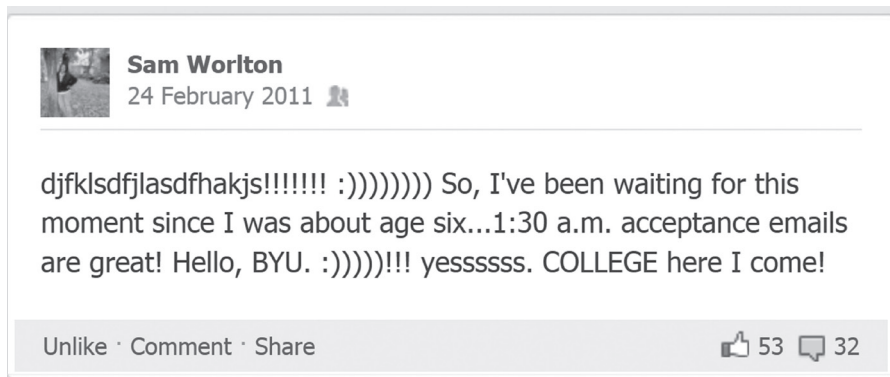 Sam Worlton
24 February 2011
djfklsdfjlasdfhakjs!!!!!!! :)))))))) So, I've been waiting for this
moment since I was about age six...1:30 a.m. acceptance emails
are great! Hello, BYU. :)))))!!! yessssss. COLLEGE here I come!
Unlike · Comment · Share 53 32